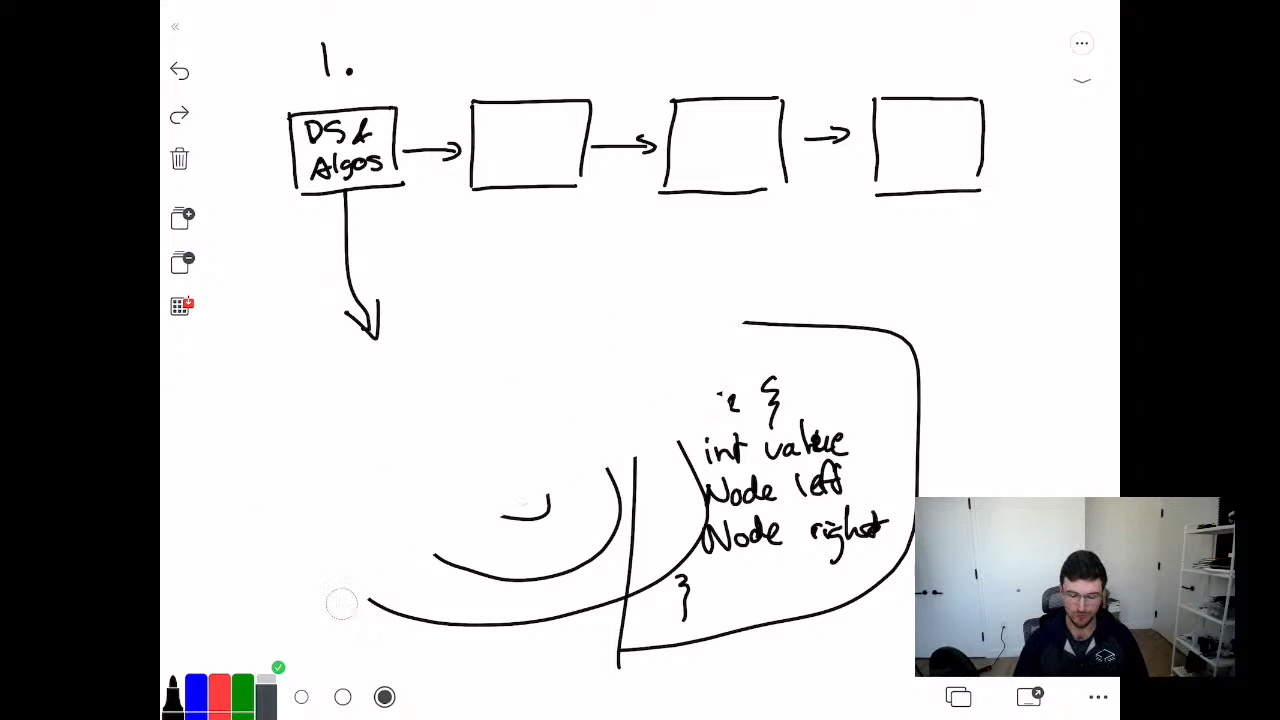 1.
DS &
Algos
{
int value
Node left
Node right
}